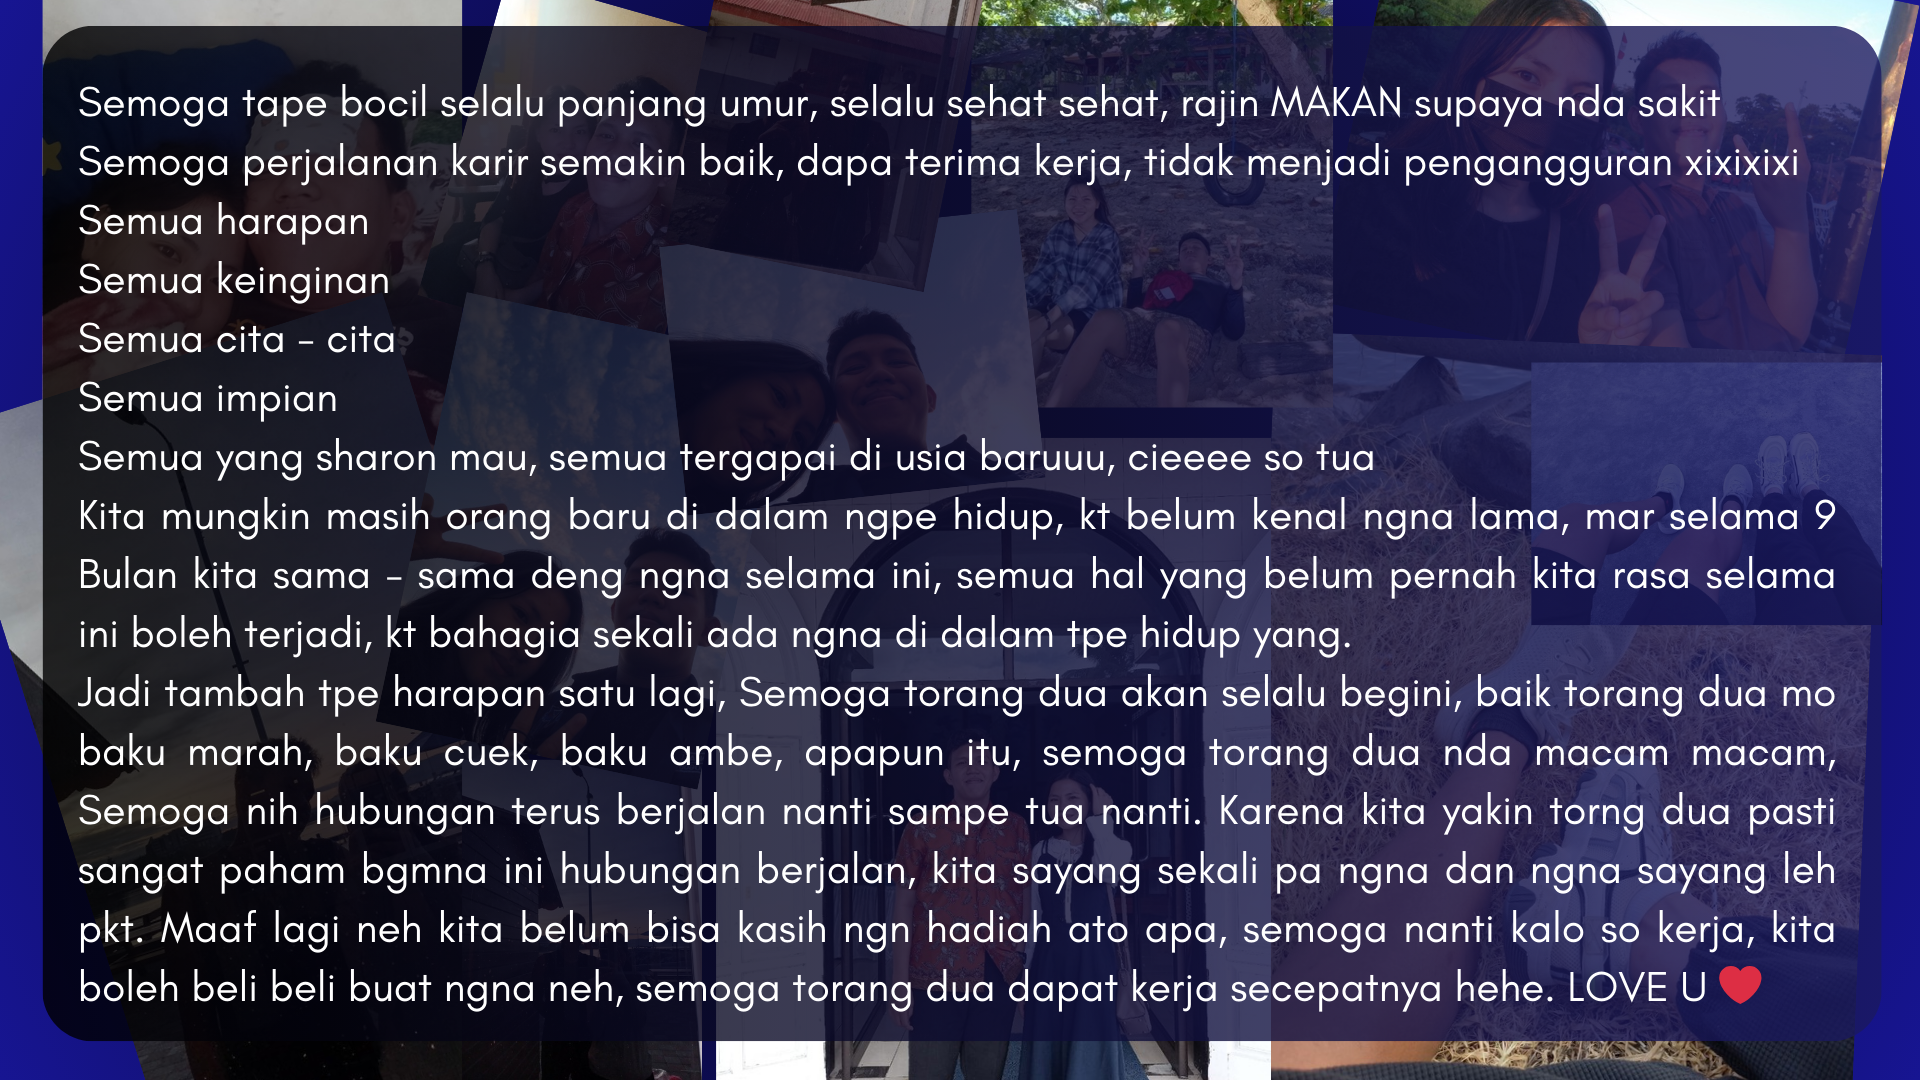 Semoga tape bocil selalu panjang umur, selalu sehat sehat, rajin MAKAN supaya nda sakit
Semoga perjalanan karir semakin baik, dapa terima kerja, tidak menjadi pengangguran xixixixi
Semua harapan
Semua keinginan
Semua cita - cita
Semua impian
Semua yang sharon mau, semua tergapai di usia baruuu, cieeee so tua
Kita mungkin masih orang baru di dalam ngpe hidup, kt belum kenal ngna lama, mar selama 9
Bulan kita sama - sama deng ngna selama ini, semua hal yang belum pernah kita rasa selama
ini boleh terjadi, kt bahagia sekali ada ngna di dalam tpe hidup yang.
Jadi tambah tpe harapan satu lagi, Semoga torang dua akan selalu begini, baik torang dua mo
baku marah, baku cuek, baku ambe, apapun itu, semoga torang dua nda macam macam,
Semoga nih hubungan terus berjalan nanti sampe tua nanti. Karena kita yakin torng dua pasti
sangat paham bgmna ini hubungan berjalan, kita sayang sekali pa ngna dan ngna sayang leh
pkt. Maaf lagi neh kita belum bisa kasih ngn hadiah ato apa, semoga nanti kalo so kerja, kita
boleh beli beli buat ngna neh, semoga torang dua dapat kerja secepatnya hehe. LOVE U ❤️